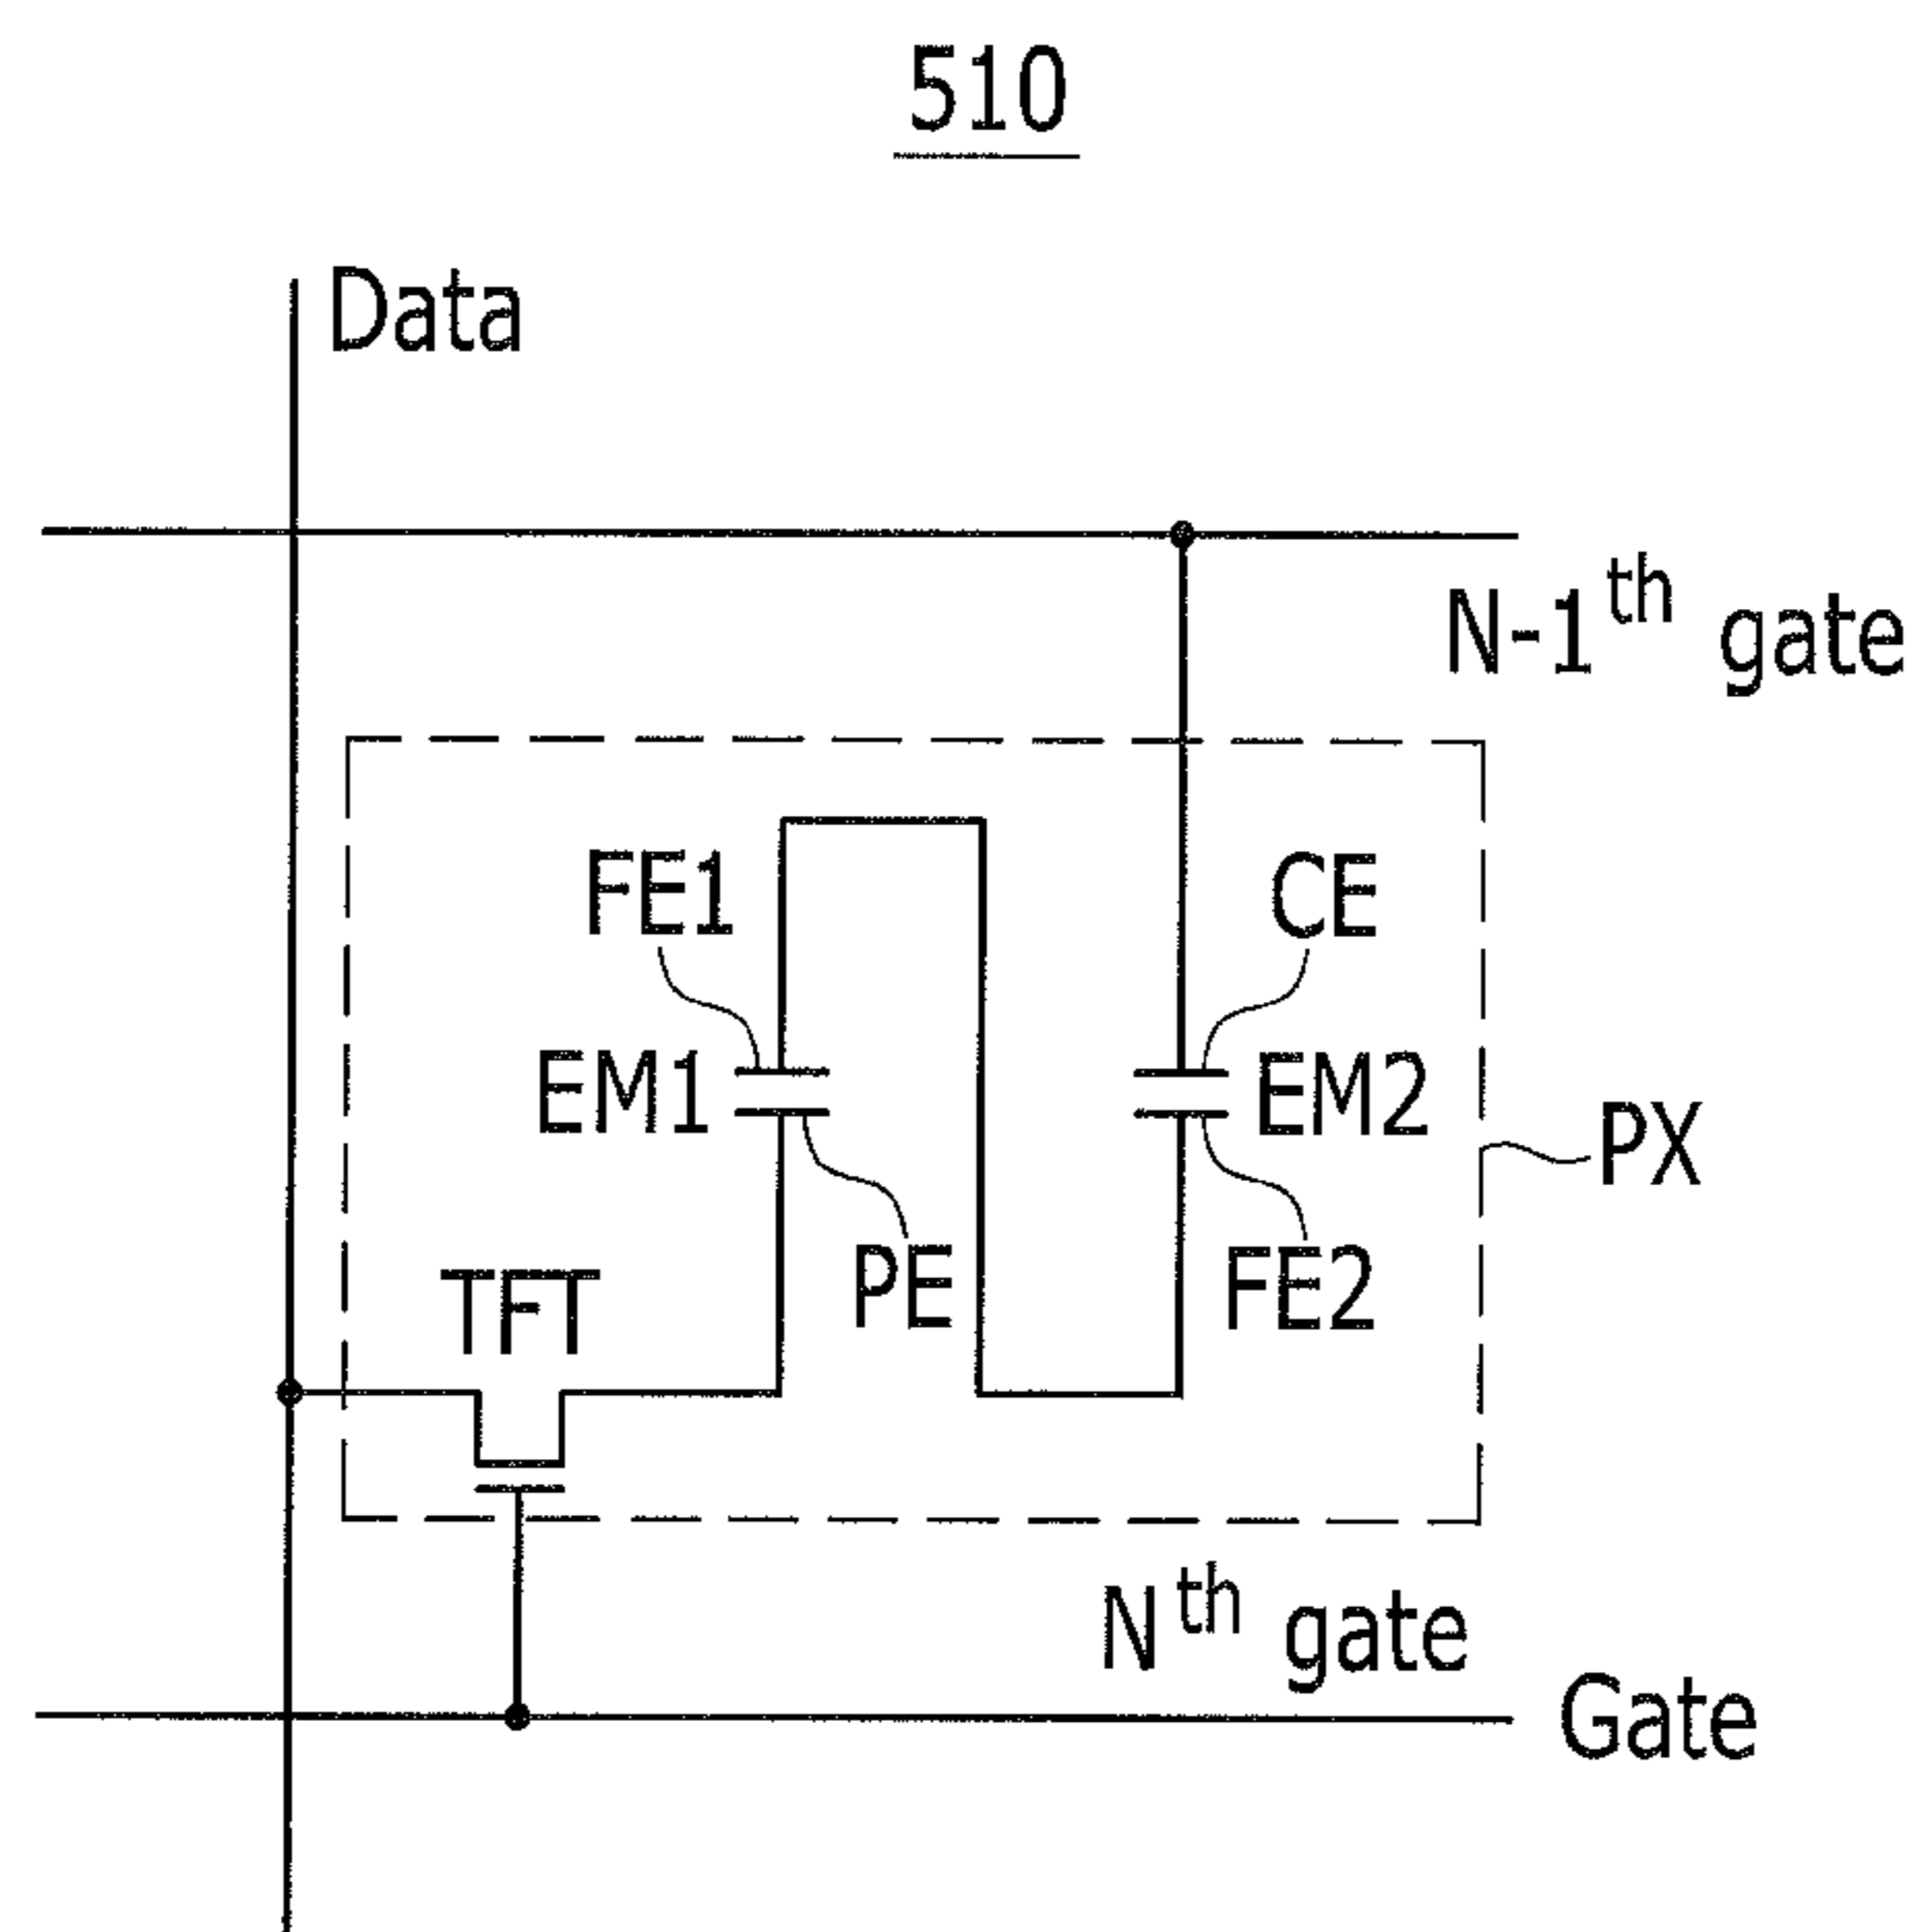 510
Data
N-1th gate
FE1
CE
EM1
EM2
PX
PE
FE2
TFT
Nth gate
Gate